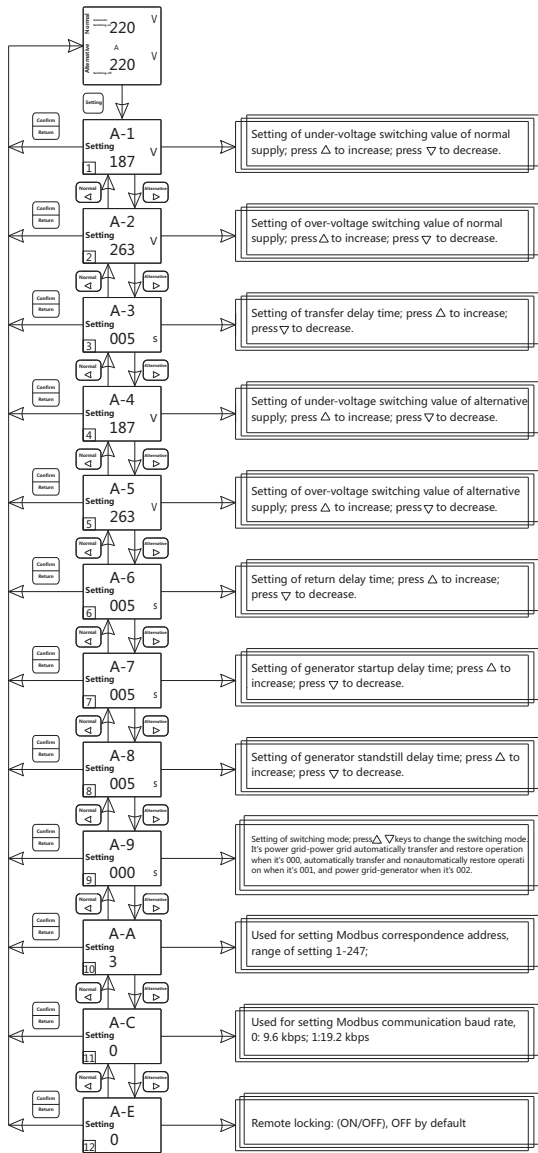 Normal
Automatic
Switching-on
220 V
A
Alternative
220 V
Switching-off
Setting
Confirm
Return
A-1
Setting
1
187
V
Setting of under-voltage switching value of normal
supply; press △ to increase; press ▽ to decrease.
Normal
◁
Alternative
▷
Confirm
Return
A-2
Setting
2
263
V
Setting of over-voltage switching value of normal
supply; press △ to increase; press ▽ to decrease.
Normal
◁
Alternative
▷
Confirm
Return
A-3
Setting
3
005
s
Setting of transfer delay time; press △ to increase;
press ▽ to decrease.
Normal
◁
Alternative
▷
Confirm
Return
A-4
Setting
4
187
V
Setting of under-voltage switching value of alternative
supply; press △ to increase; press ▽ to decrease.
Normal
◁
Alternative
▷
Confirm
Return
A-5
Setting
5
263
V
Setting of over-voltage switching value of alternative
supply; press △ to increase; press ▽ to decrease.
Normal
◁
Alternative
▷
Confirm
Return
A-6
Setting
6
005
s
Setting of return delay time; press △ to increase;
press ▽ to decrease.
Normal
◁
Alternative
▷
Confirm
Return
A-7
Setting
7
005
s
Setting of generator startup delay time; press △ to
increase; press ▽ to decrease.
Normal
◁
Alternative
▷
Confirm
Return
A-8
Setting
8
005
s
Setting of generator standstill delay time; press △ to
increase; press ▽ to decrease.
Normal
◁
Alternative
▷
Confirm
Return
A-9
Setting
9
000
s
Setting of switching mode; press △ ▽ keys to change the switching mode.
It's power grid-power grid automatically transfer and restore operation
when it's 000, automatically transfer and nonautomatically restore operati
on when it's 001, and power grid-generator when it's 002.
Normal
◁
Alternative
▷
Confirm
Return
A-A
Setting
10
3
Used for setting Modbus correspondence address,
range of setting 1-247;
Normal
◁
Alternative
▷
Confirm
Return
A-C
Setting
11
0
Used for setting Modbus communication baud rate,
0: 9.6 kbps; 1:19.2 kbps
Normal
◁
Alternative
▷
Confirm
Return
A-E
Setting
12
0
Remote locking: (ON/OFF), OFF by default